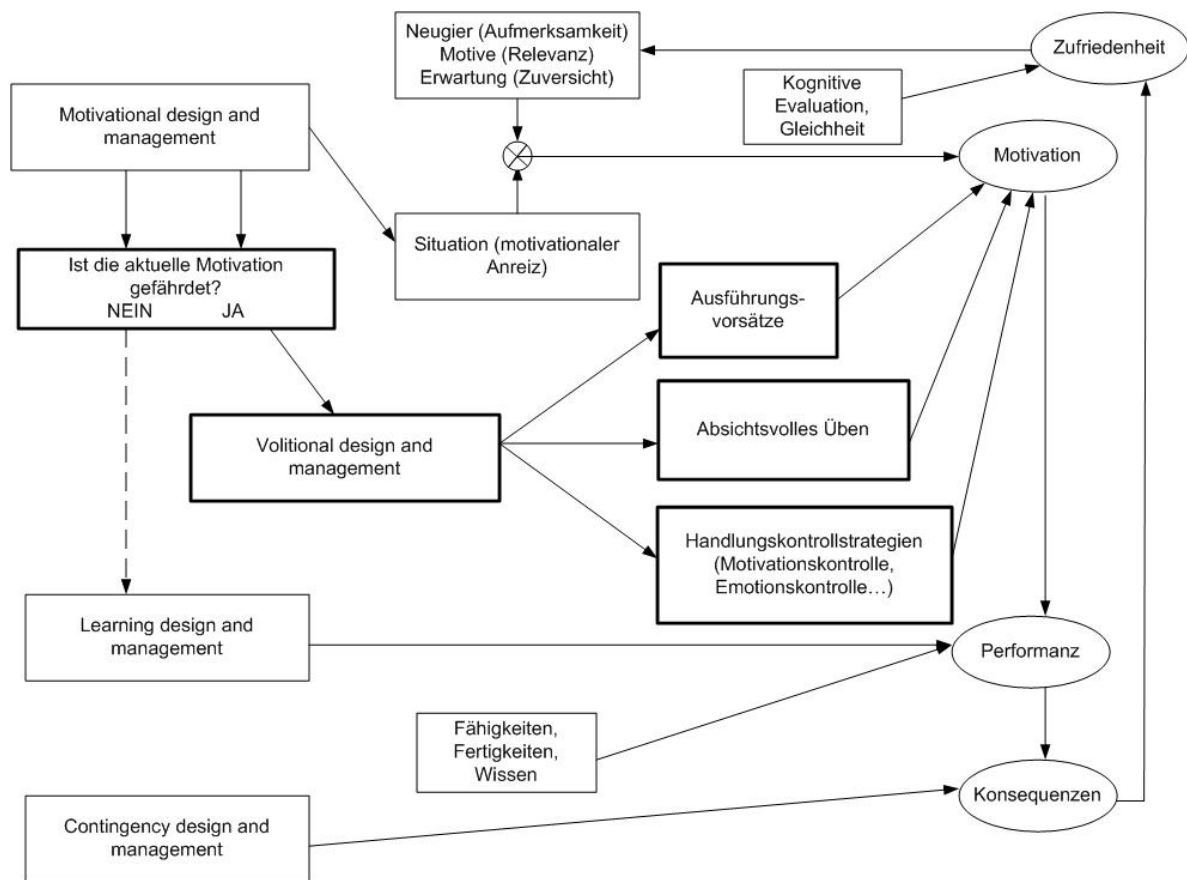 Neugier (Aufmerksamkeit)
Motive (Relevanz)
Erwartung (Zuversicht)
Zufriedenheit
Kognitive
Evaluation,
Gleichheit
Motivational design and
management
Motivation
Situation (motivationaler
Anreiz)
Ist die aktuelle Motivation
gefährdet?
NEIN JA
Ausführungs-
vorsätze
Volitional design and
management
Absichtsvolles Üben
Handlungskontrollstrategien
(Motivationskontrolle,
Emotionskontrolle…)
Learning design and
management
Performanz
Fähigkeiten,
Fertigkeiten,
Wissen
Konsequenzen
Contingency design and
management